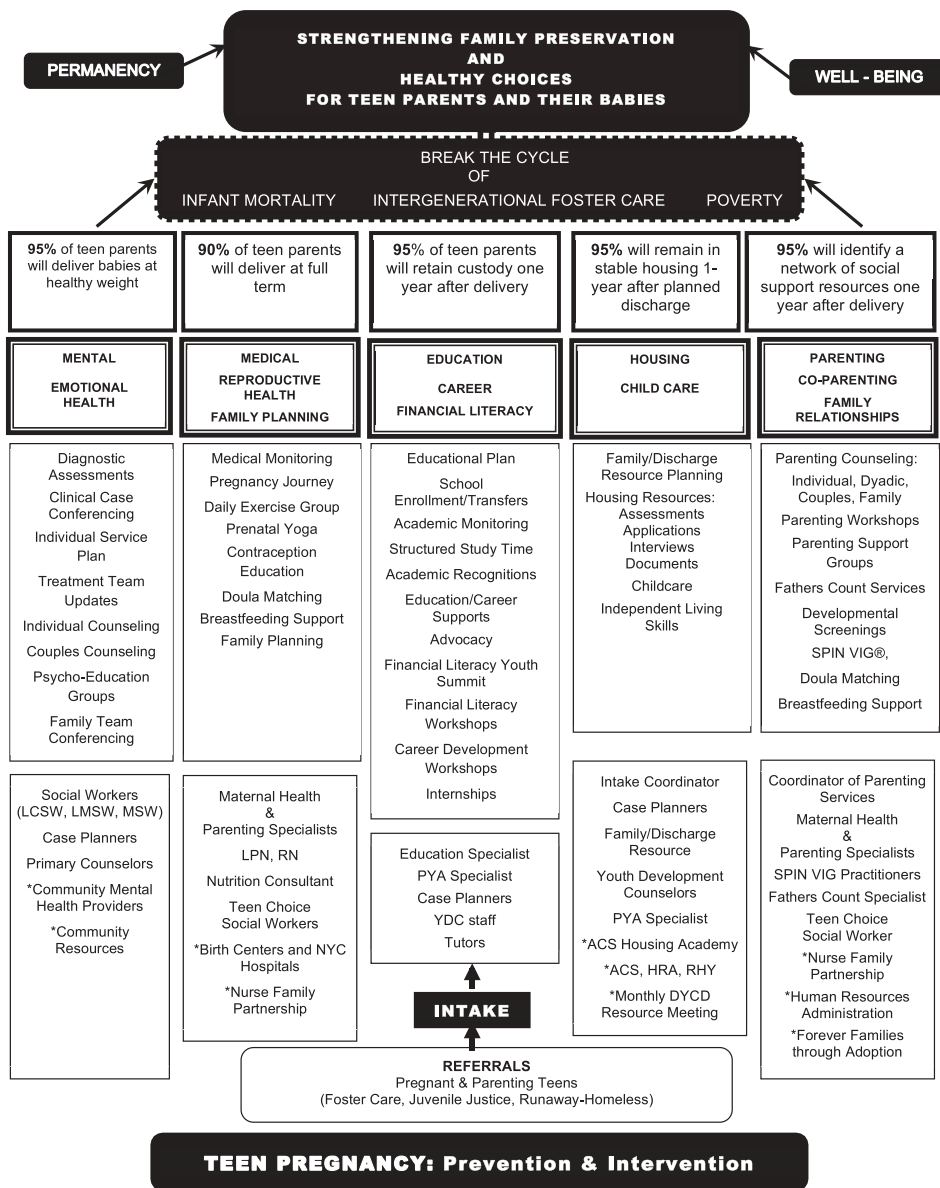 STRENGTHENING FAMILY PRESERVATION
AND
HEALTHY CHOICES
FOR TEEN PARENTS AND THEIR BABIES
PERMANENCY
WELL - BEING
BREAK THE CYCLE
OF
INFANT MORTALITY INTERGENERATIONAL FOSTER CARE POVERTY
95% of teen parents
will deliver babies at
healthy weight
90% of teen parents
will deliver at full
term
95% of teen parents
will retain custody one
year after delivery
95% will remain in
stable housing 1-
year after planned
discharge
95% will identify a
network of social
support resources one
year after delivery
MENTAL
EMOTIONAL
HEALTH
MEDICAL
REPRODUCTIVE
HEALTH
FAMILY PLANNING
EDUCATION
CAREER
FINANCIAL LITERACY
HOUSING
CHILD CARE
PARENTING
CO-PARENTING
FAMILY
RELATIONSHIPS
Diagnostic
Assessments
Clinical Case
Conferencing
Individual Service
Plan
Treatment Team
Updates
Individual Counseling
Couples Counseling
Psycho-Education
Groups
Family Team
Conferencing
Medical Monitoring
Pregnancy Journey
Daily Exercise Group
Prenatal Yoga
Contraception
Education
Doula Matching
Breastfeeding Support
Family Planning
Educational Plan
School
Enrollment/Transfers
Academic Monitoring
Structured Study Time
Academic Recognitions
Education/Career
Supports
Advocacy
Financial Literacy Youth
Summit
Financial Literacy
Workshops
Career Development
Workshops
Internships
Family/Discharge
Resource Planning
Housing Resources:
Assessments
Applications
Interviews
Documents
Childcare
Independent Living
Skills
Parenting Counseling:
Individual, Dyadic,
Couples, Family
Parenting Workshops
Parenting Support
Groups
Fathers Count Services
Developmental
Screenings
SPIN VIG®,
Doula Matching
Breastfeeding Support
Social Workers
(LCSW, LMSW, MSW)
Case Planners
Primary Counselors
*Community Mental
Health Providers
*Community
Resources
Maternal Health
&
Parenting Specialists
LPN, RN
Nutrition Consultant
Teen Choice
Social Workers
*Birth Centers and NYC
Hospitals
*Nurse Family
Partnership
Education Specialist
PYA Specialist
Case Planners
YDC staff
Tutors
Intake Coordinator
Case Planners
Family/Discharge
Resource
Youth Development
Counselors
PYA Specialist
*ACS Housing Academy
*ACS, HRA, RHY
*Monthly DYCD
Resource Meeting
Coordinator of Parenting
Services
Maternal Health
&
Parenting Specialists
SPIN VIG Practitioners
Fathers Count Specialist
Teen Choice
Social Worker
*Nurse Family
Partnership
*Human Resources
Administration
*Forever Families
through Adoption
INTAKE
REFERRALS
Pregnant & Parenting Teens
(Foster Care, Juvenile Justice, Runaway-Homeless)
TEEN PREGNANCY: Prevention & Intervention